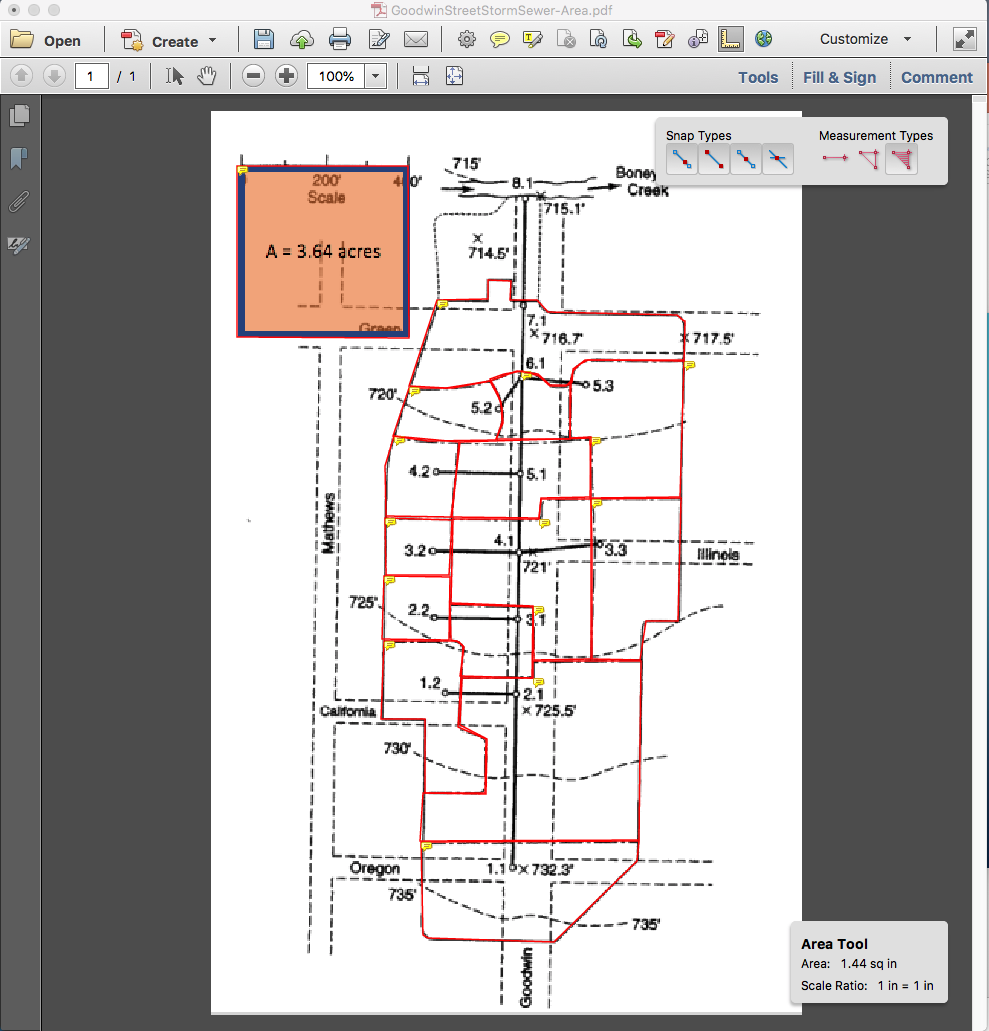 GoodwinStreetStormSewer-Area.pdf
Open
Create
Customize
1 / 1
100%
Tools
Fill & Sign
Comment
Snap Types
Measurement Types
715'
8.1
Boney
Creek
715.1'
200'
400'
Scale
714.5'
A = 3.64 acres
Green
7.1
716.7'
717.5'
6.1
5.3
720'
5.2
4.2
5.1
Mathews
4.1
3.2
3.3
Illinois
721'
725'
2.2
3.1
1.2
2.1
California
725.5'
730'
Oregon
1.1
732.3'
735'
735'
Goodwin
Area Tool
Area: 1.44 sq in
Scale Ratio: 1 in = 1 in